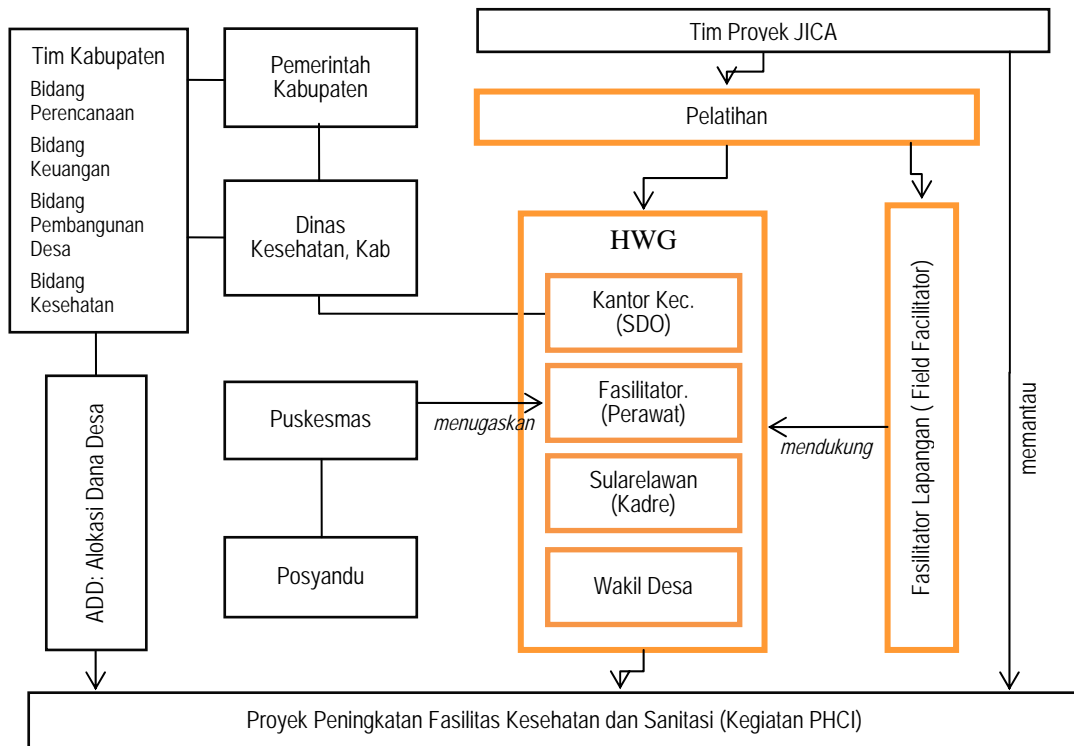 Tim Proyek JICA
Tim Kabupaten
Bidang
Perencanaan
Bidang
Keuangan
Bidang
Pembangunan
Desa
Bidang
Kesehatan
Pemerintah
Kabupaten
Pelatihan
Dinas
Kesehatan, Kab
HWG
Kantor Kec.
(SDO)
Fasilitator.
(Perawat)
Sularelawan
(Kadre)
Wakil Desa
Puskesmas
menugaskan
mendukung
Posyandu
ADD: Alokasi Dana Desa
Fasilitator Lapangan ( Field Facilitator)
memantau
Proyek Peningkatan Fasilitas Kesehatan dan Sanitasi (Kegiatan PHCI)